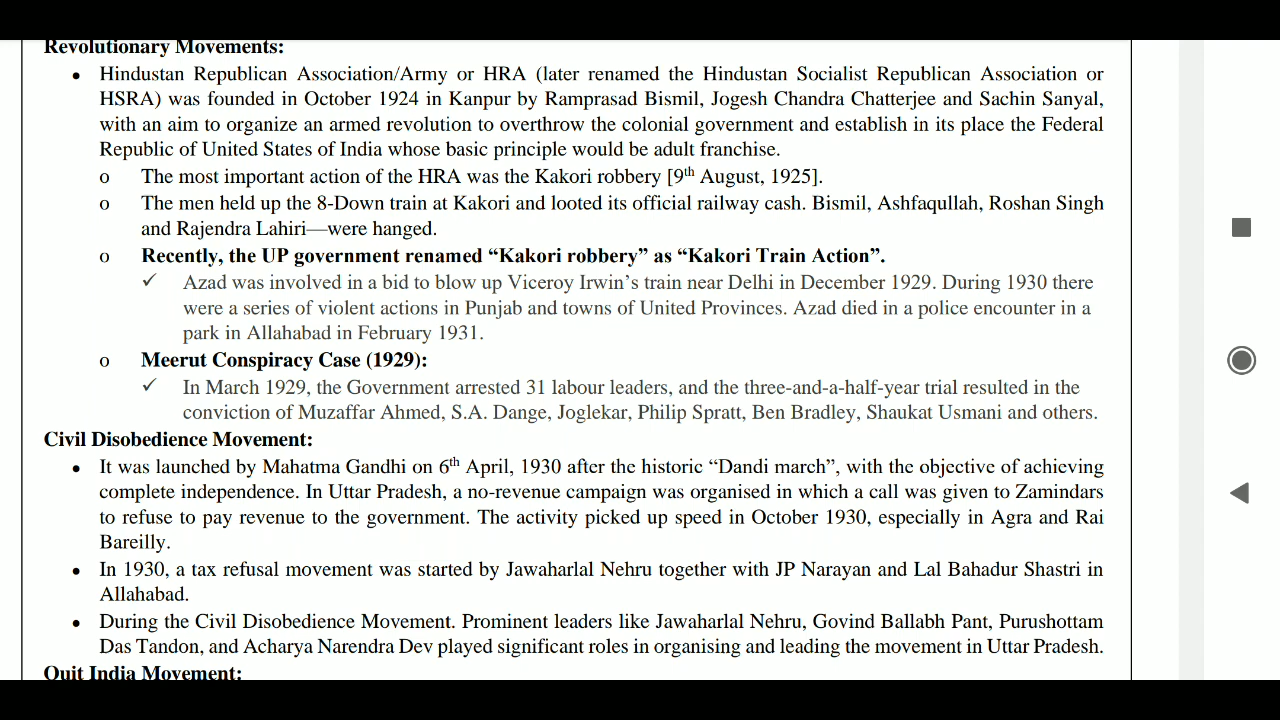 Revolutionary Movements:
• Hindustan Republican Association/Army or HRA (later renamed the Hindustan Socialist Republican Association or
HSRA) was founded in October 1924 in Kanpur by Ramprasad Bismil, Jogesh Chandra Chatterjee and Sachin Sanyal,
with an aim to organize an armed revolution to overthrow the colonial government and establish in its place the Federal
Republic of United States of India whose basic principle would be adult franchise.
o The most important action of the HRA was the Kakori robbery [9th August, 1925].
o The men held up the 8-Down train at Kakori and looted its official railway cash. Bismil, Ashfaqullah, Roshan Singh
and Rajendra Lahiri—were hanged.
o Recently, the UP government renamed “Kakori robbery” as “Kakori Train Action”.
✓ Azad was involved in a bid to blow up Viceroy Irwin’s train near Delhi in December 1929. During 1930 there
were a series of violent actions in Punjab and towns of United Provinces. Azad died in a police encounter in a
park in Allahabad in February 1931.
o Meerut Conspiracy Case (1929):
✓ In March 1929, the Government arrested 31 labour leaders, and the three-and-a-half-year trial resulted in the
conviction of Muzaffar Ahmed, S.A. Dange, Joglekar, Philip Spratt, Ben Bradley, Shaukat Usmani and others.
Civil Disobedience Movement:
• It was launched by Mahatma Gandhi on 6th April, 1930 after the historic “Dandi march”, with the objective of achieving
complete independence. In Uttar Pradesh, a no-revenue campaign was organised in which a call was given to Zamindars
to refuse to pay revenue to the government. The activity picked up speed in October 1930, especially in Agra and Rai
Bareilly.
• In 1930, a tax refusal movement was started by Jawaharlal Nehru together with JP Narayan and Lal Bahadur Shastri in
Allahabad.
• During the Civil Disobedience Movement. Prominent leaders like Jawaharlal Nehru, Govind Ballabh Pant, Purushottam
Das Tandon, and Acharya Narendra Dev played significant roles in organising and leading the movement in Uttar Pradesh.
Quit India Movement: